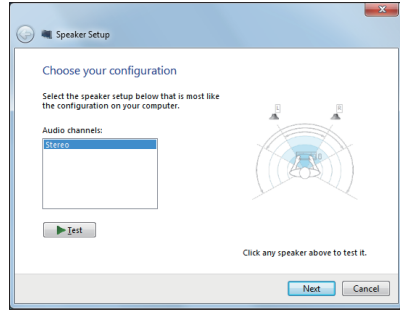 Speaker Setup
Choose your configuration
Select the speaker setup below that is most like
the configuration on your computer.
Audio channels:
Stereo
L
R
Test
Click any speaker above to test it.
Next
Cancel